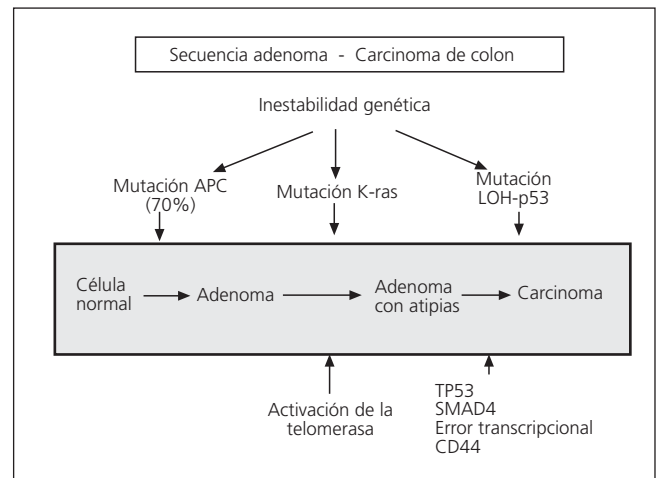 Secuencia adenoma - Carcinoma de colon
Inestabilidad genética
Mutación APC
(70%)
Mutación K-ras
Mutación
LOH-p53
Célula
normal
Adenoma
Adenoma
con atipias
Carcinoma
Activación de la
telomerasa
TP53
SMAD4
Error transcripcional
CD44